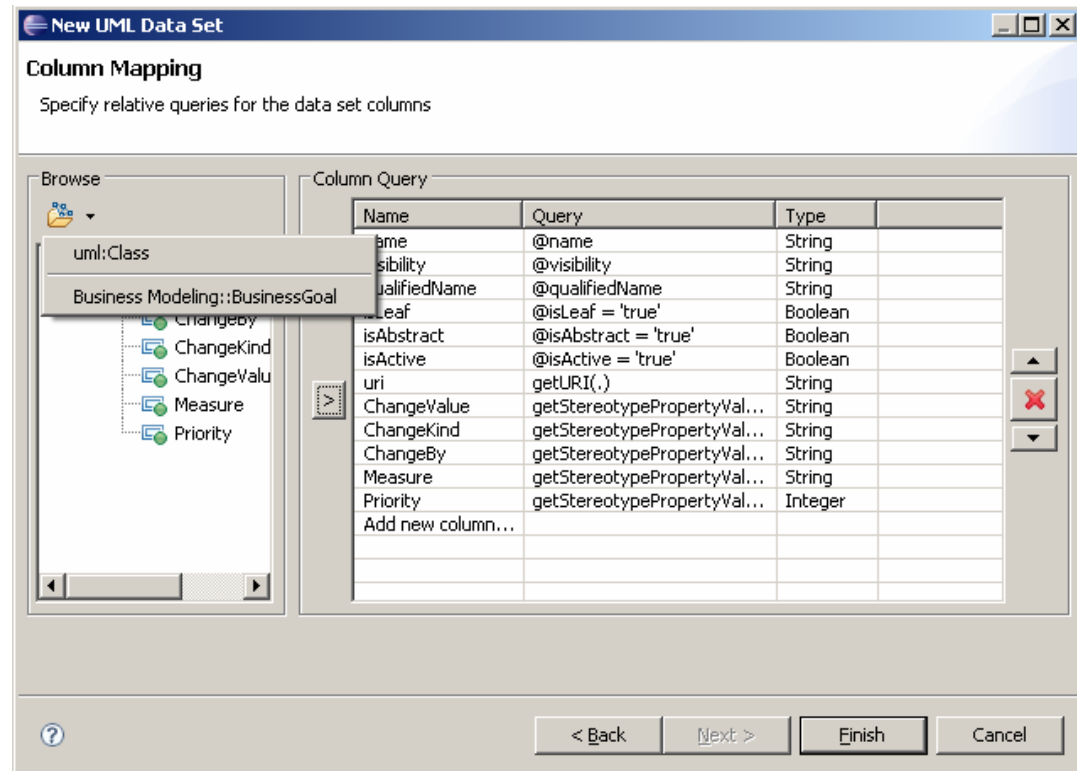 New UML Data Set
Column Mapping
Specify relative queries for the data set columns
Browse
Column Query
uml:Class
Business Modeling::BusinessGoal
ChangeBy
ChangeKind
ChangeValu
Measure
Priority
>
Name Query Type
ame @name String
sibility @visibility String
ualifiedName @qualifiedName String
Leaf @isLeaf = 'true' Boolean
isAbstract @isAbstract = 'true' Boolean
isActive @isActive = 'true' Boolean
uri getURI(.) String
ChangeValue getStereotypePropertyVal... String
ChangeKind getStereotypePropertyVal... String
ChangeBy getStereotypePropertyVal... String
Measure getStereotypePropertyVal... String
Priority getStereotypePropertyVal... Integer
Add new column...
?
< Back
Next >
Finish
Cancel